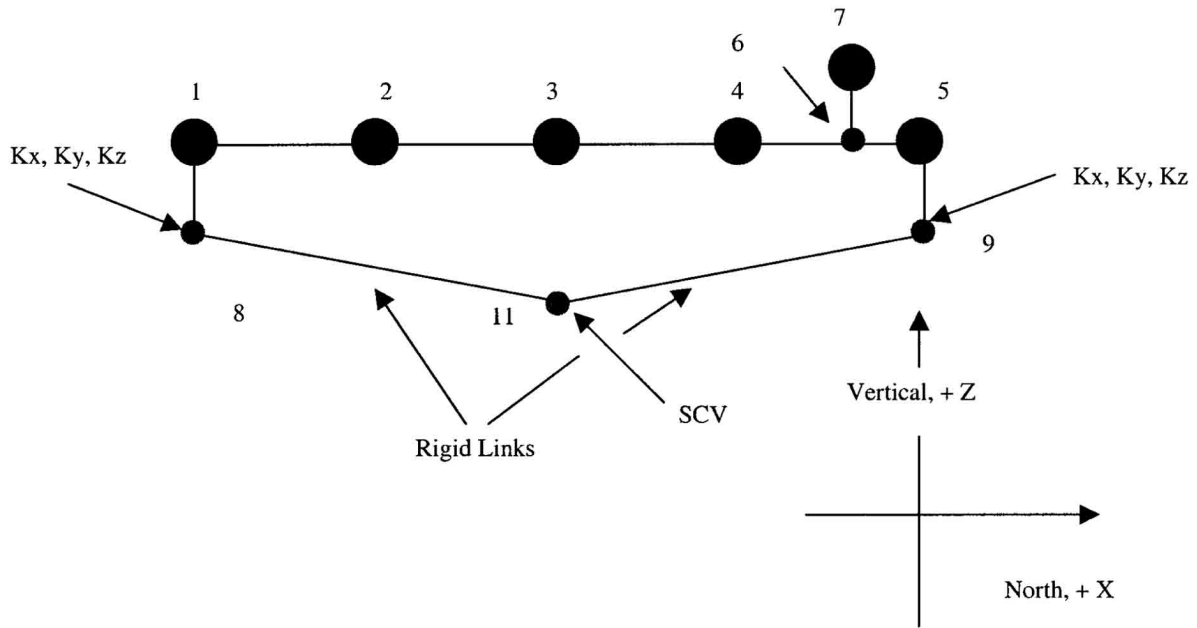 7
6
1
2
3
4
5
Kx, Ky, Kz
Kx, Ky, Kz
9
8
11
Vertical, + Z
SCV
Rigid Links
North, + X